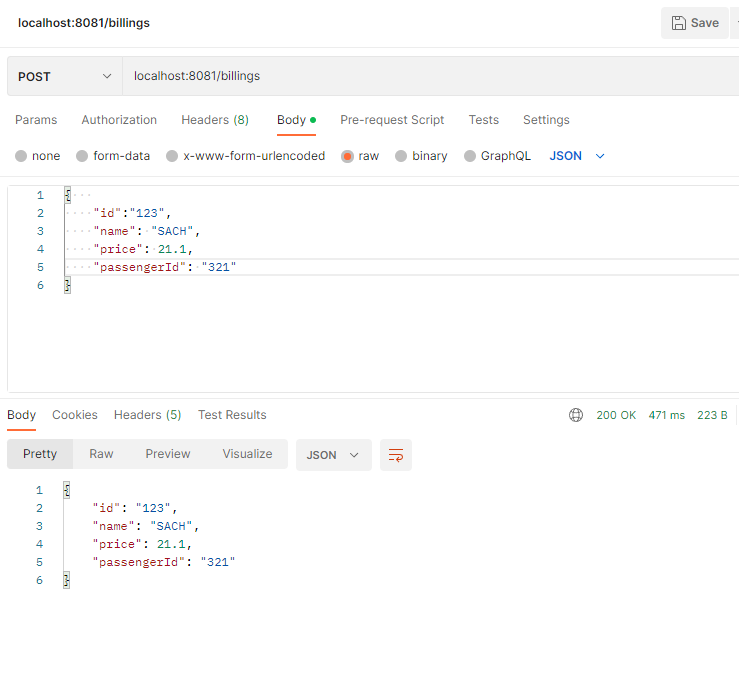 localhost:8081/billings
Save
POST localhost:8081/billings
Params Authorization Headers (8) Body Pre-request Script Tests Settings
none form-data x-www-form-urlencoded raw binary GraphQL JSON
1 {
2 "id":"123",
3 "name": "SACH",
4 "price": 21.1,
5 "passengerId": "321"
6 }
Body Cookies Headers (5) Test Results 200 OK 471 ms 223 B
Pretty Raw Preview Visualize JSON
1 {
2 "id": "123",
3 "name": "SACH",
4 "price": 21.1,
5 "passengerId": "321"
6 }